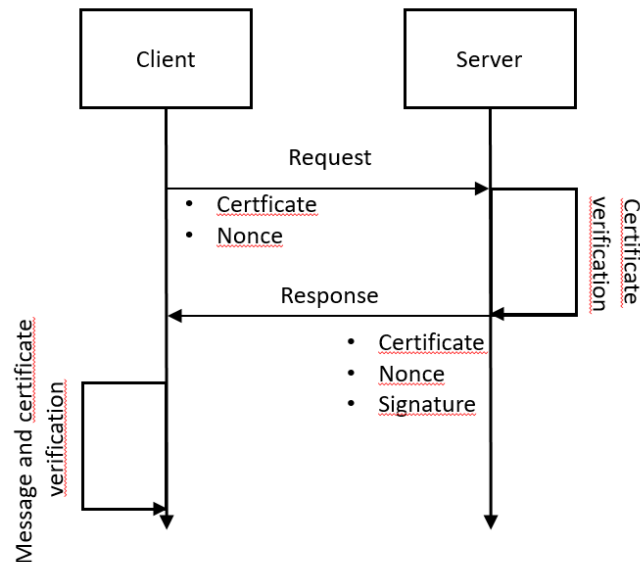 Client
Server
Request
• Certficate
• Nonce
Certificate
verification
Response
• Certificate
• Nonce
• Signature
Message and certificate
verification